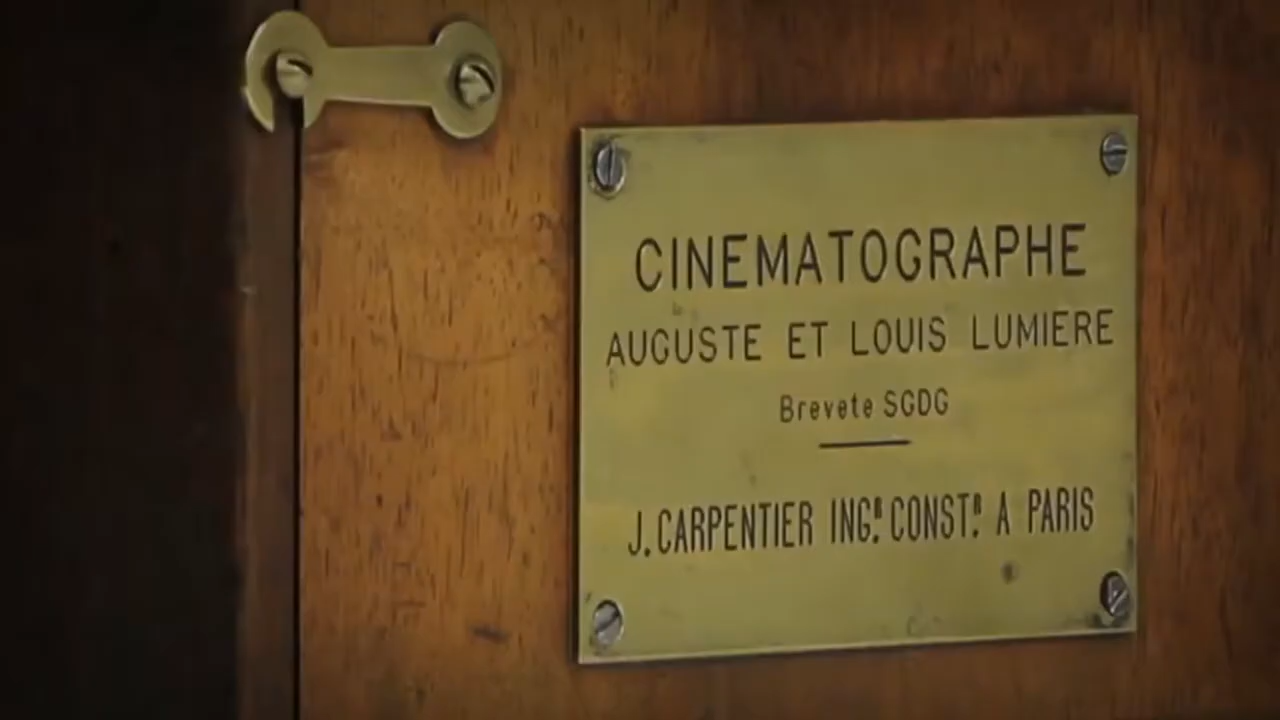 CINEMATOGRAPHE
AUGUSTE ET LOUIS LUMIERE
Brevete SGDG
J. CARPENTIER INGR. CONSTR. A PARIS